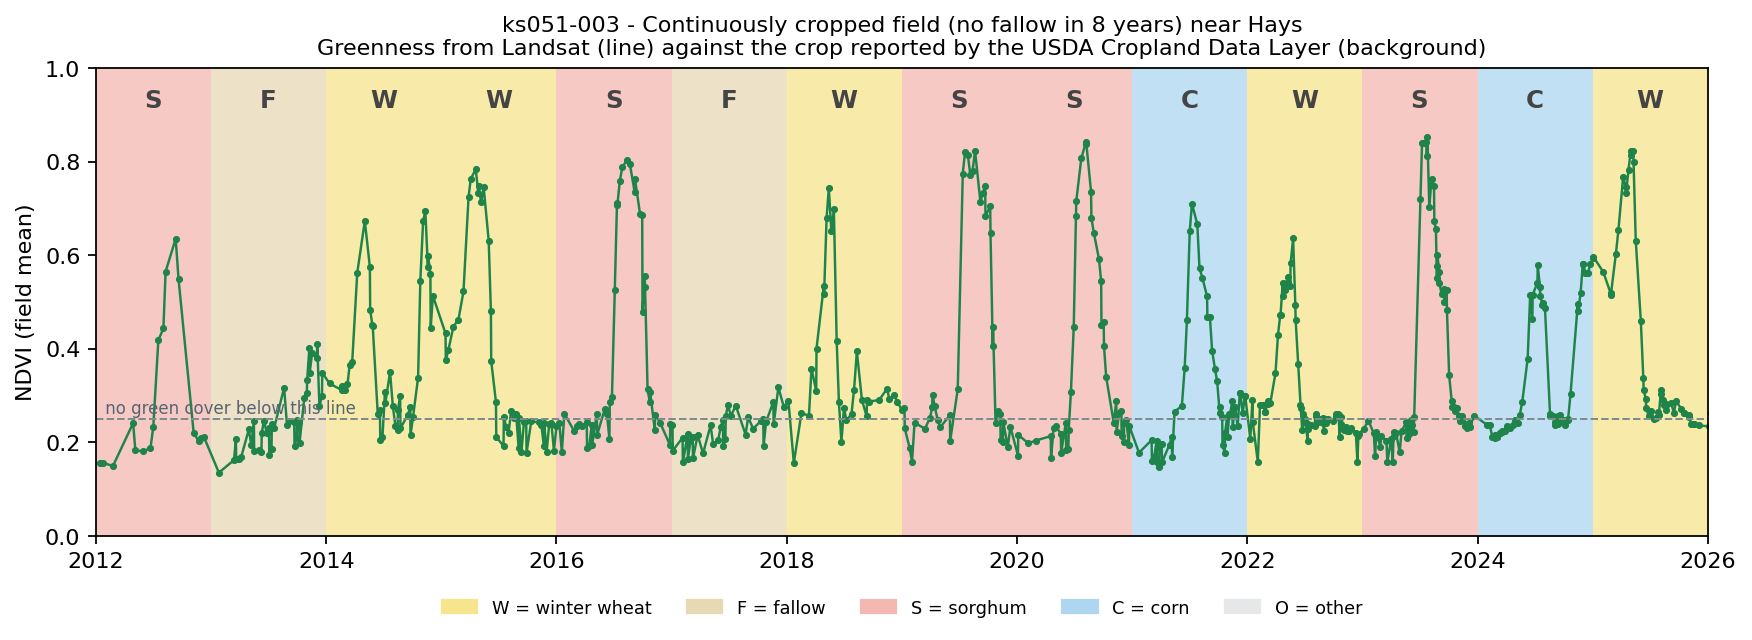 ks051-003 - Continuously cropped field (no fallow in 8 years) near Hays
Greenness from Landsat (line) against the crop reported by the USDA Cropland Data Layer (background)
NDVI (field mean)
1.0
0.8
0.6
0.4
0.2
0.0
S F W W S F W S S C W S C W
no green cover below this line
2012 2014 2016 2018 2020 2022 2024 2026
W = winter wheat F = fallow S = sorghum C = corn O = other